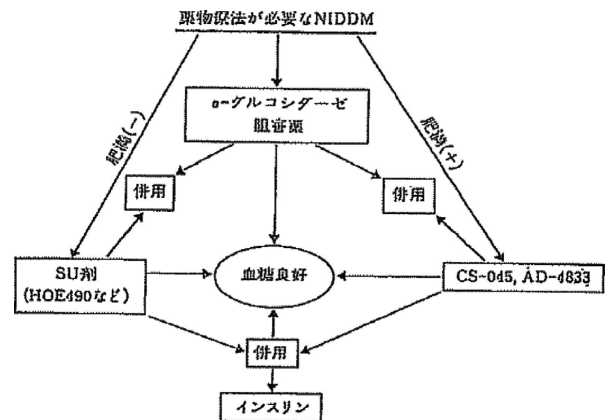 薬物療法が必要なNIDDM
α-グルコシダーゼ
阻害薬
肥満(-)
肥満(+)
併用
併用
SU剤
(HOE490など)
血糖良好
CS-045, AD-4833
併用
インスリン